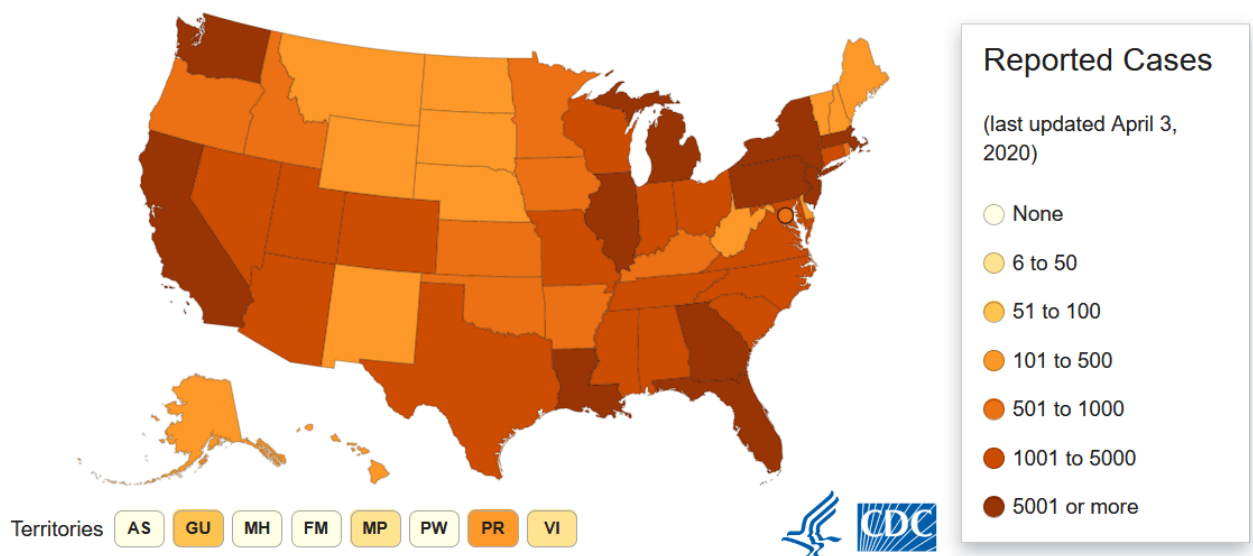 Reported Cases
(last updated April 3,
2020)
None
6 to 50
51 to 100
101 to 500
501 to 1000
1001 to 5000
5001 or more
Territories AS GU MH FM MP PW PR VI
CDC